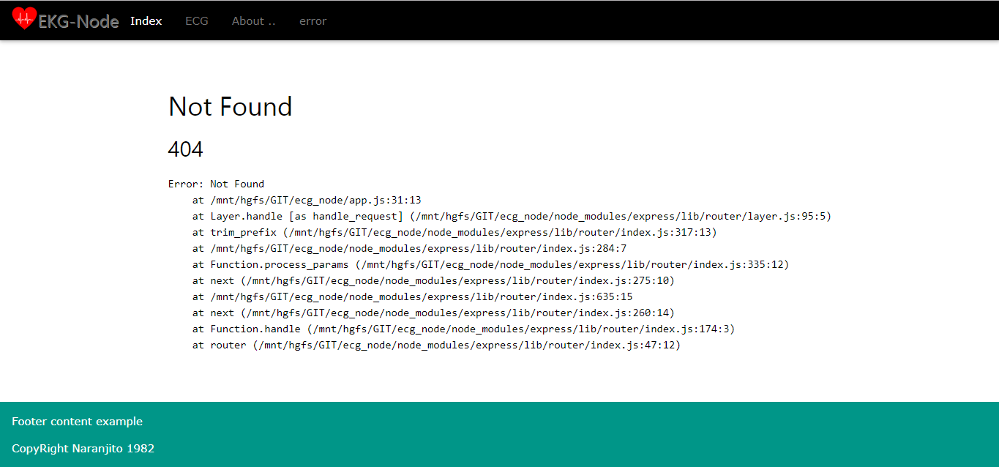 EKG-Node Index ECG About .. error
Not Found
404
Error: Not Found
at /mnt/hgfs/GIT/ecg_node/app.js:31:13
at Layer.handle [as handle_request] (/mnt/hgfs/GIT/ecg_node/node_modules/express/lib/router/layer.js:95:5)
at trim_prefix (/mnt/hgfs/GIT/ecg_node/node_modules/express/lib/router/index.js:317:13)
at /mnt/hgfs/GIT/ecg_node/node_modules/express/lib/router/index.js:284:7
at Function.process_params (/mnt/hgfs/GIT/ecg_node/node_modules/express/lib/router/index.js:335:12)
at next (/mnt/hgfs/GIT/ecg_node/node_modules/express/lib/router/index.js:275:10)
at /mnt/hgfs/GIT/ecg_node/node_modules/express/lib/router/index.js:635:15
at next (/mnt/hgfs/GIT/ecg_node/node_modules/express/lib/router/index.js:260:14)
at Function.handle (/mnt/hgfs/GIT/ecg_node/node_modules/express/lib/router/index.js:174:3)
at router (/mnt/hgfs/GIT/ecg_node/node_modules/express/lib/router/index.js:47:12)
Footer content example
CopyRight Naranjito 1982